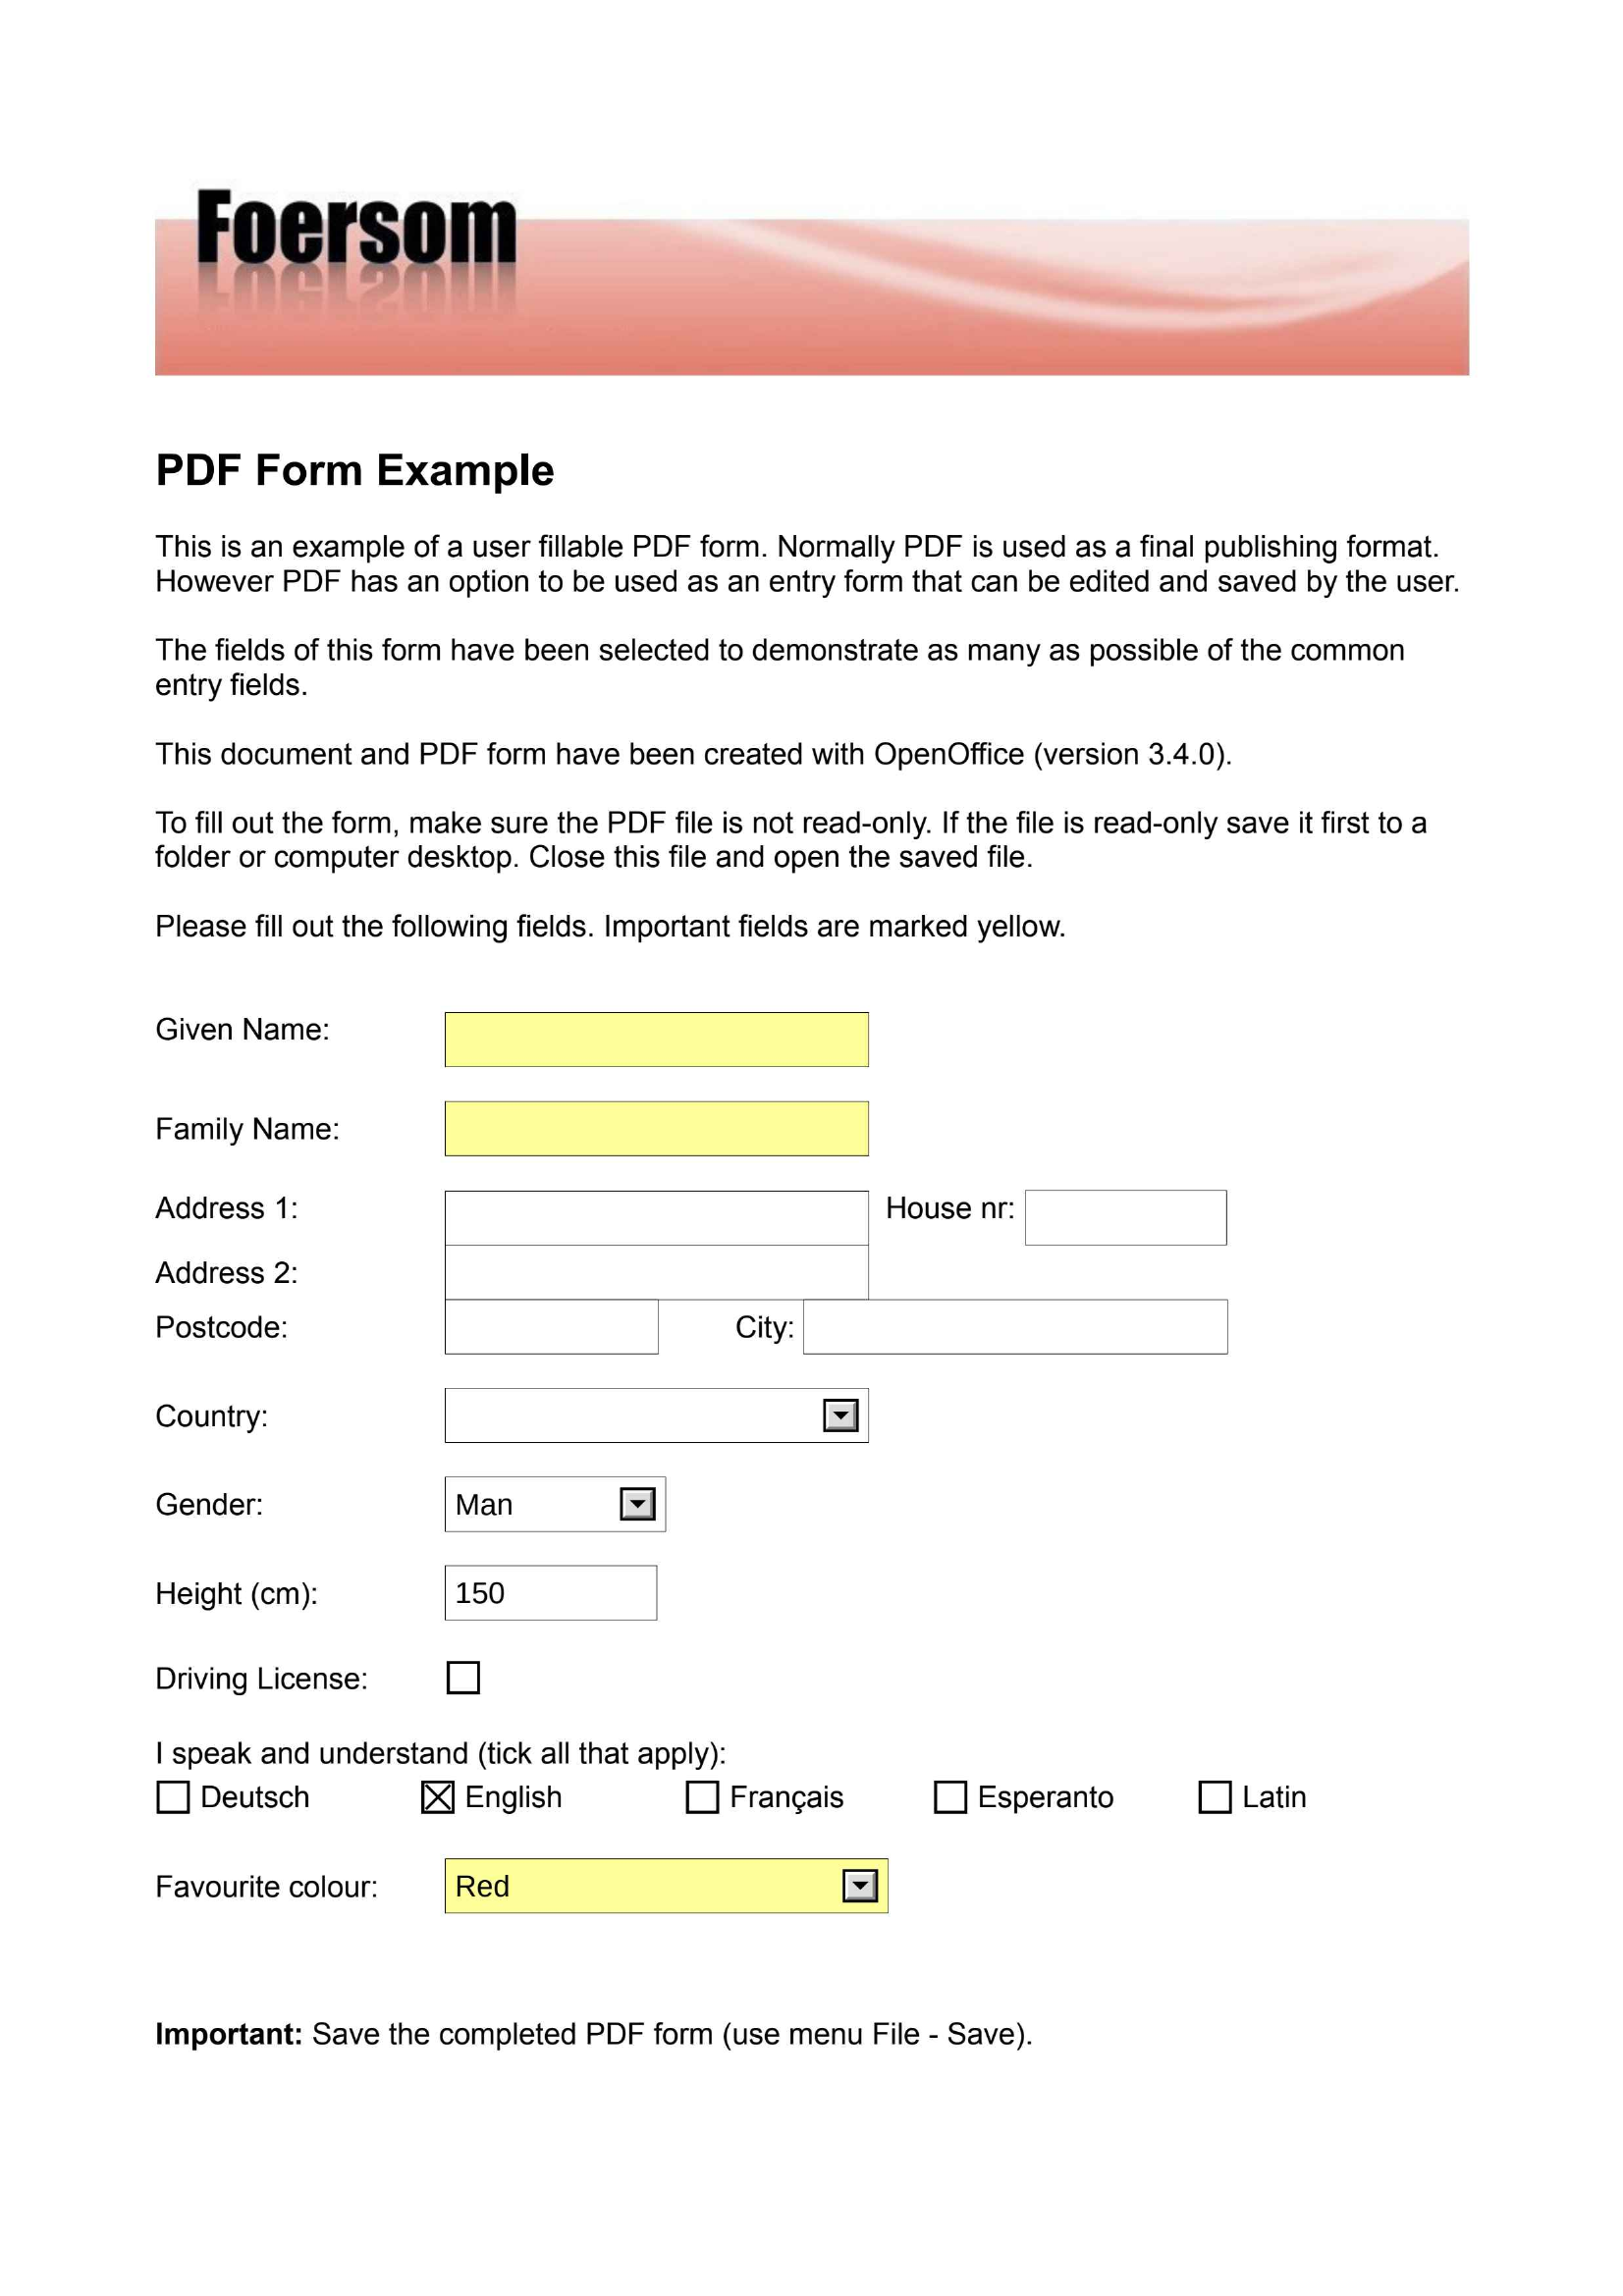 Foersom
PDF Form Example
This is an example of a user fillable PDF form. Normally PDF is used as a final publishing format.
However PDF has an option to be used as an entry form that can be edited and saved by the user.
The fields of this form have been selected to demonstrate as many as possible of the common
entry fields.
This document and PDF form have been created with OpenOffice (version 3.4.0).
To fill out the form, make sure the PDF file is not read-only. If the file is read-only save it first to a
folder or computer desktop. Close this file and open the saved file.
Please fill out the following fields. Important fields are marked yellow.
Given Name:
Family Name:
Address 1: House nr:
Address 2:
Postcode: City:
Country:
Gender: Man
Height (cm): 150
Driving License:
I speak and understand (tick all that apply):
Deutsch English Français Esperanto Latin
Favourite colour: Red
Important: Save the completed PDF form (use menu File - Save).